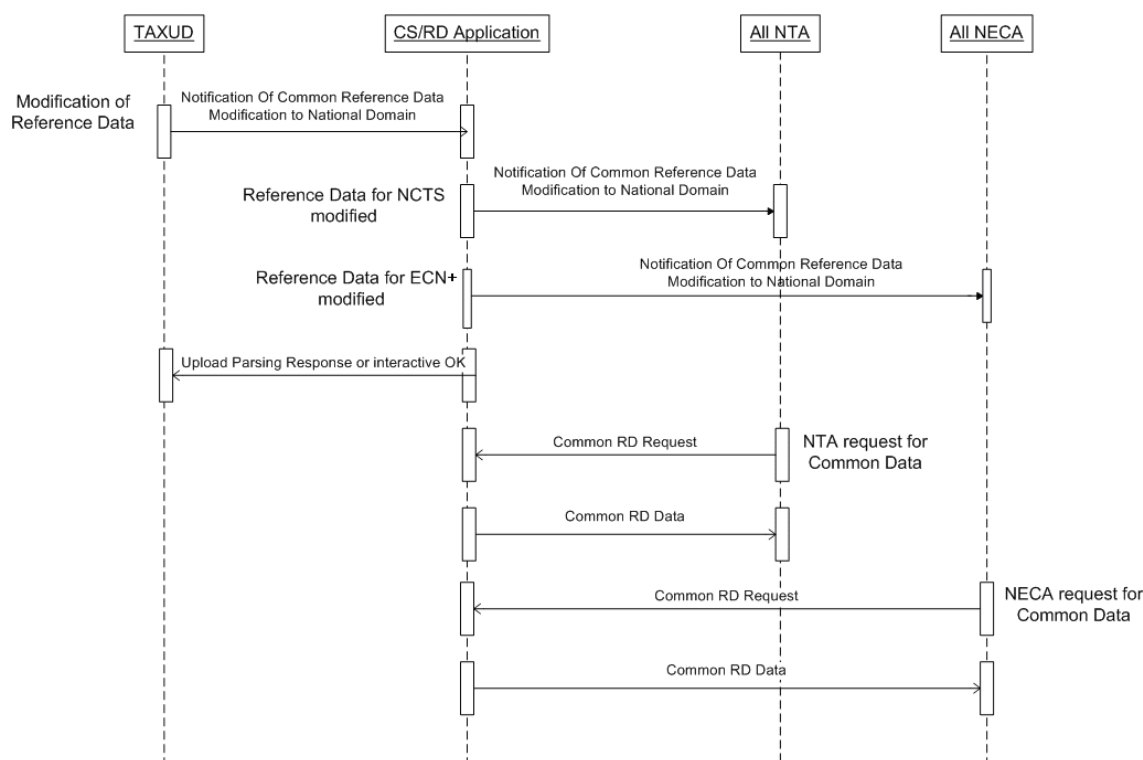 TAXUD
CS/RD Application
All NTA
All NECA
Modification of
Reference Data
Notification Of Common Reference Data
Modification to National Domain
Reference Data for NCTS
modified
Notification Of Common Reference Data
Modification to National Domain
Reference Data for ECN+
modified
Notification Of Common Reference Data
Modification to National Domain
Upload Parsing Response or interactive OK
Common RD Request
NTA request for
Common Data
Common RD Data
Common RD Request
NECA request for
Common Data
Common RD Data